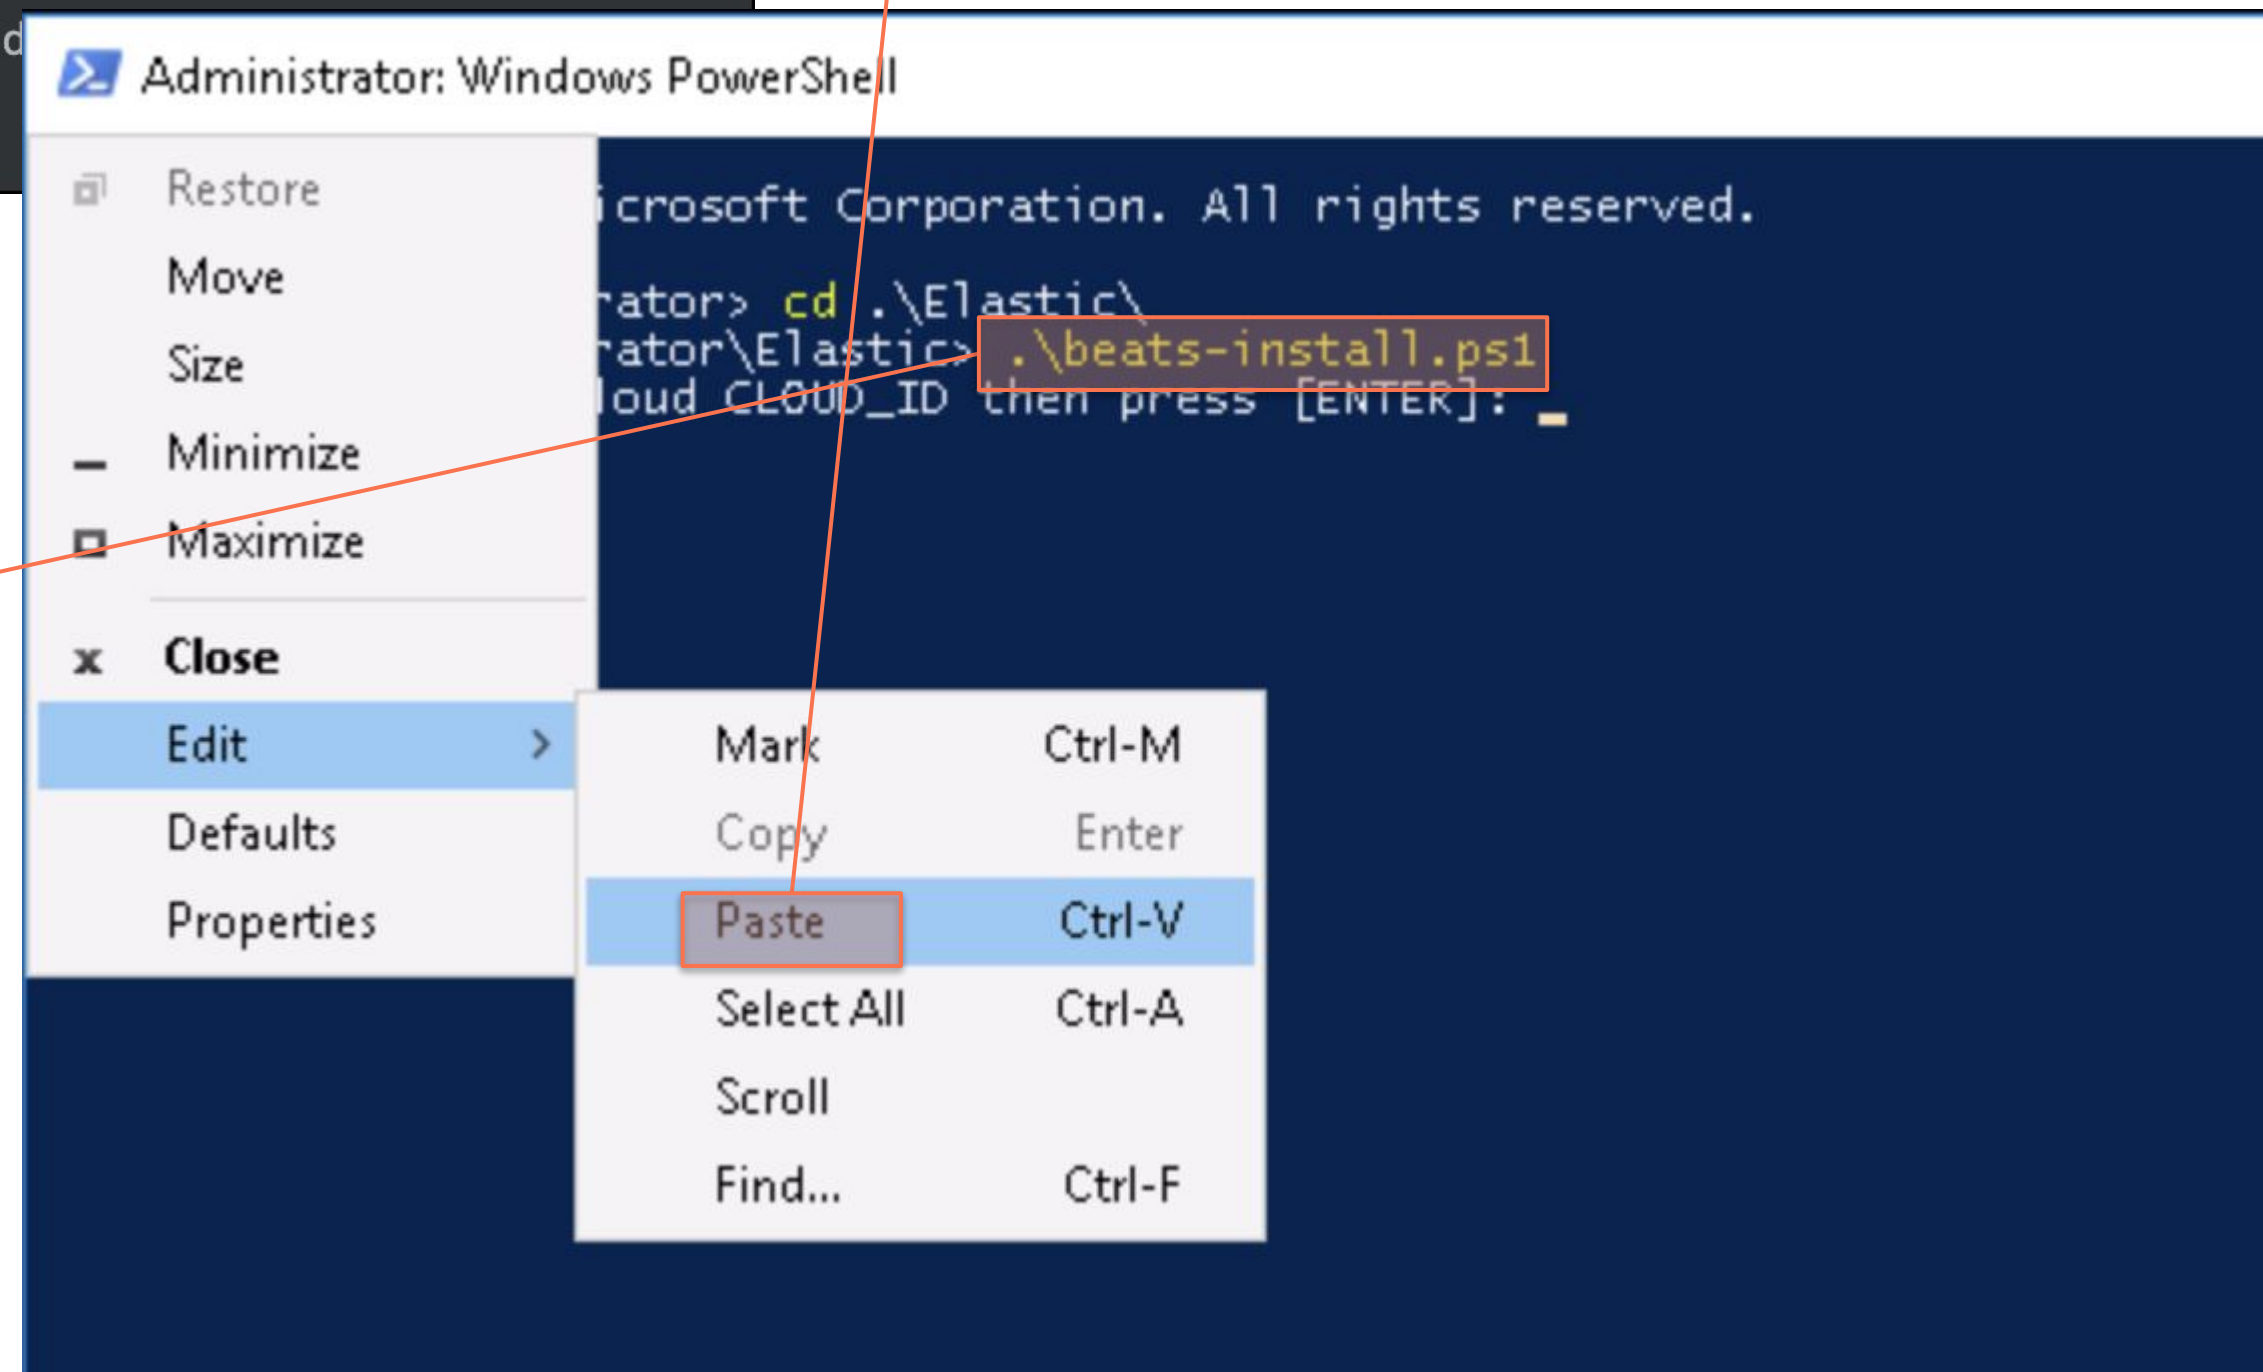 d
Administrator: Windows PowerShell
Restore
Move
Size
Minimize
Maximize
Close
Edit
Defaults
Properties
icrosoft Corporation. All rights reserved.
rator> cd .\Elastic\
rator\Elastic> .\beats-install.ps1
loud CLOUD_ID then press [ENTER]: _
Mark Ctrl-M
Copy Enter
Paste Ctrl-V
Select All Ctrl-A
Scroll
Find... Ctrl-F